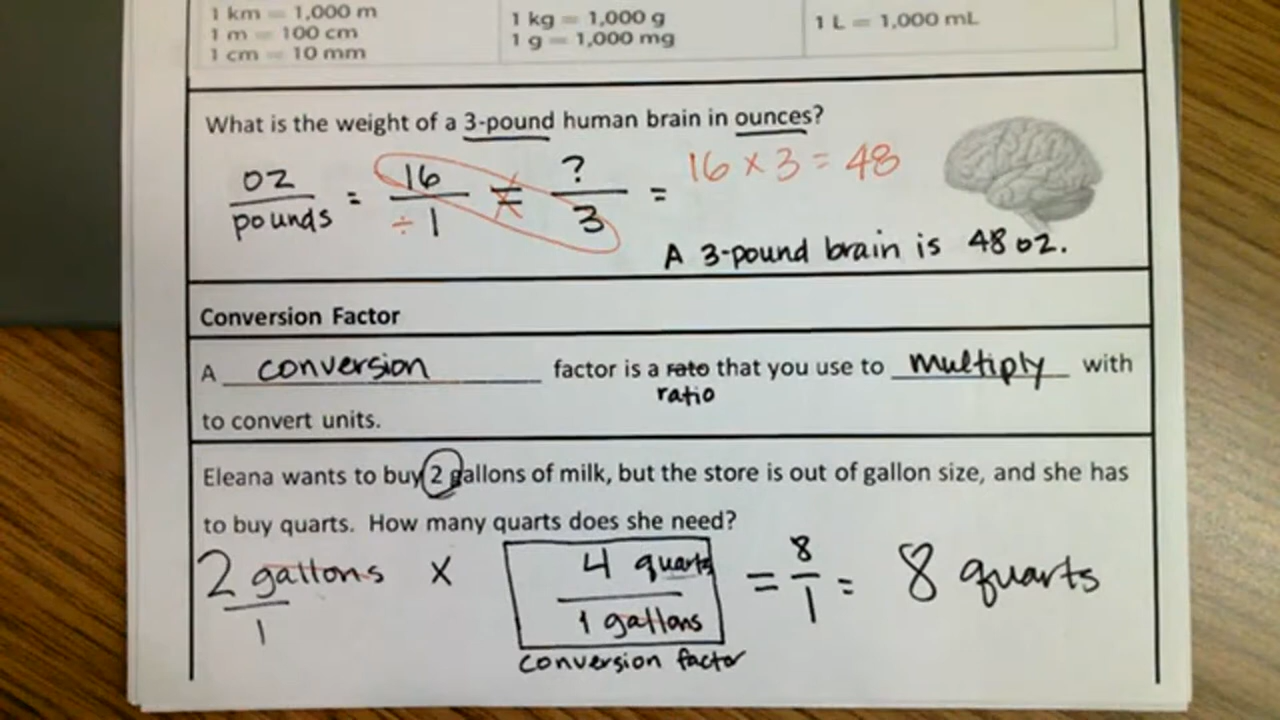 1 km = 1,000 m
1 m = 100 cm
1 cm = 10 mm
1 kg = 1,000 g
1 g = 1,000 mg
1 L = 1,000 mL
What is the weight of a 3-pound human brain in ounces?
oz/pounds = 16/1 = ?/3 = 16 × 3 = 48
÷
A 3-pound brain is 48 oz.
Conversion Factor
A conversion factor is a rato that you use to multiply with
ratio
to convert units.
Eleana wants to buy 2 gallons of milk, but the store is out of gallon size, and she has
to buy quarts. How many quarts does she need?
2 gallons/1 × 4 quarts/1 gallons = 8/1 = 8 quarts
conversion factor